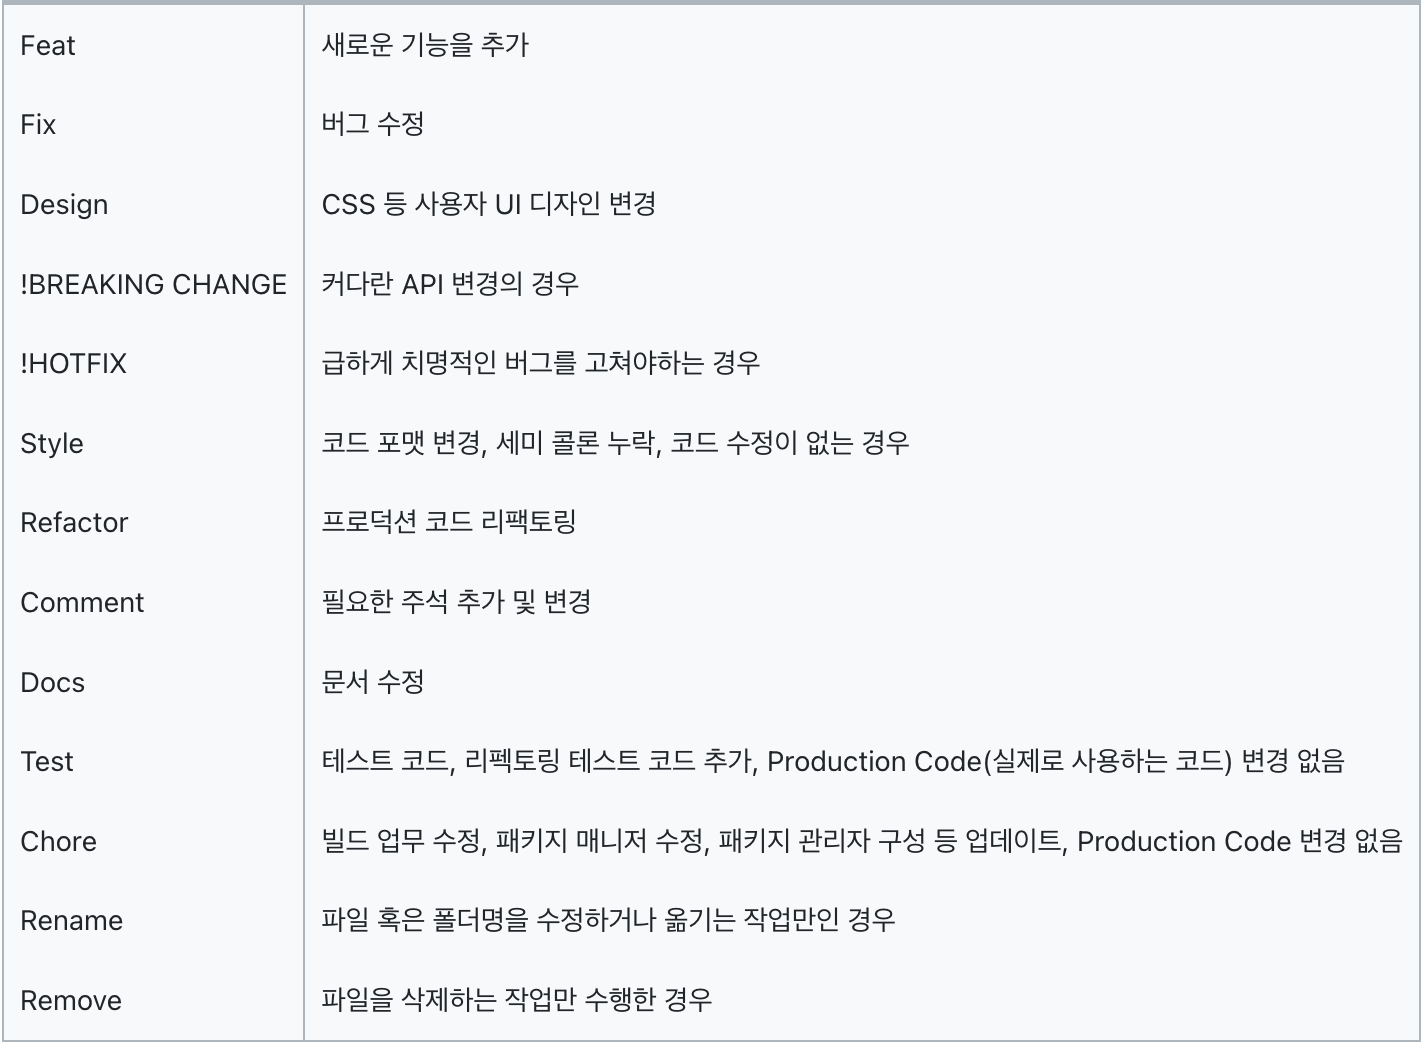 Feat 새로운 기능을 추가
Fix 버그 수정
Design CSS 등 사용자 UI 디자인 변경
!BREAKING CHANGE 커다란 API 변경의 경우
!HOTFIX 급하게 치명적인 버그를 고쳐야하는 경우
Style 코드 포맷 변경, 세미 콜론 누락, 코드 수정이 없는 경우
Refactor 프로덕션 코드 리팩토링
Comment 필요한 주석 추가 및 변경
Docs 문서 수정
Test 테스트 코드, 리펙토링 테스트 코드 추가, Production Code(실제로 사용하는 코드) 변경 없음
Chore 빌드 업무 수정, 패키지 매니저 수정, 패키지 관리자 구성 등 업데이트, Production Code 변경 없음
Rename 파일 혹은 폴더명을 수정하거나 옮기는 작업만인 경우
Remove 파일을 삭제하는 작업만 수행한 경우